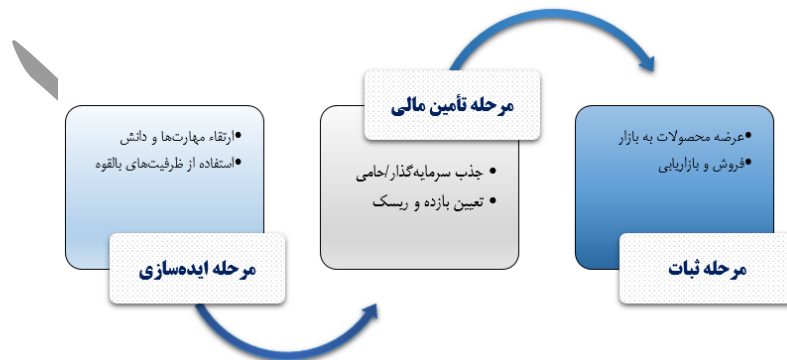 •ارتقاء مهارت‌ها و دانش
•استفاده از ظرفیت‌های بالقوه
مرحله ایده‌سازی
مرحله تأمین مالی
• جذب سرمایه‌گذار/حامی
• تعیین بازده و ریسک
•عرضه محصولات به بازار
•فروش و بازاریابی
مرحله ثبات